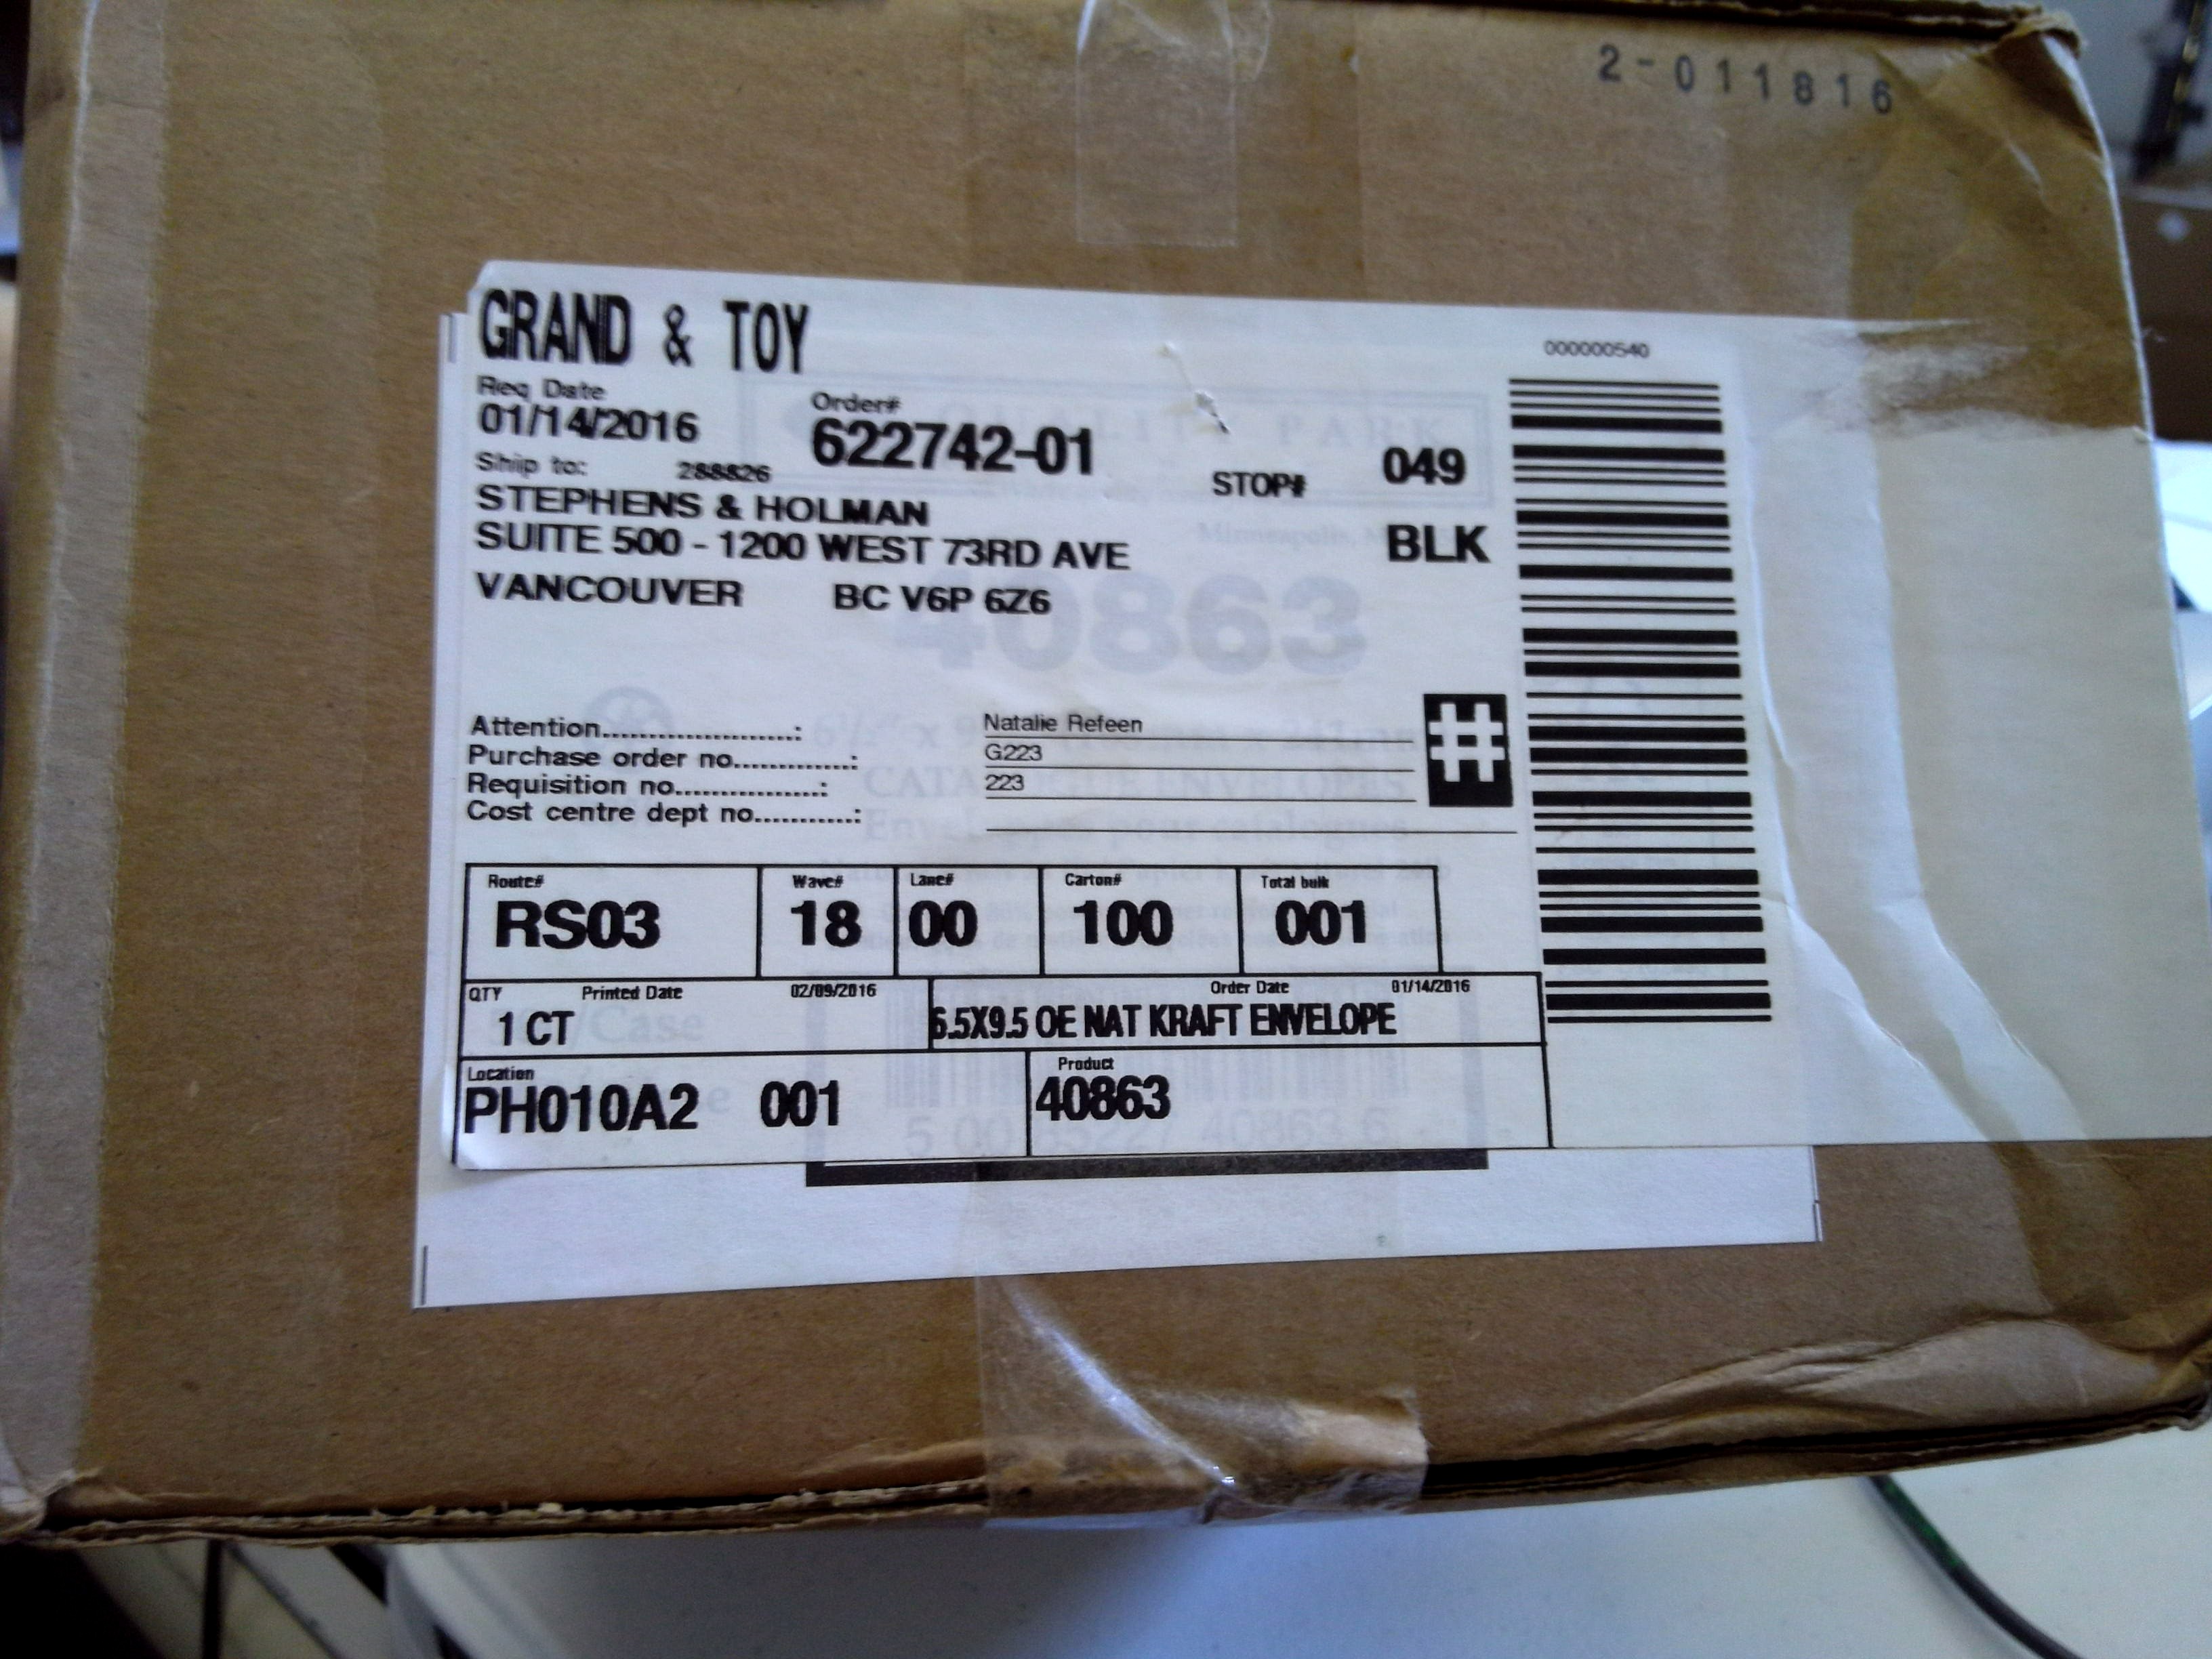 2-011816
GRAND & TOY
000000540
Req Date
01/14/2016
Order#
622742-01
Ship to: 288826
STOP# 049
STEPHENS & HOLMAN
SUITE 500 - 1200 WEST 73RD AVE
BLK
VANCOUVER BC V6P 6Z6
40863
Attention......................: Natalie Refeen
Purchase order no.............: G223
Requisition no................: 223
Cost centre dept no...........:
#
Route# Wave# Lane# Carton# Total bulk
RS03 18 00 100 001
QTY Printed Date 02/09/2016 Order Date 01/14/2016
1 CT 6.5X9.5 OE NAT KRAFT ENVELOPE
/Case
Location Product
PH010A2 001 40863